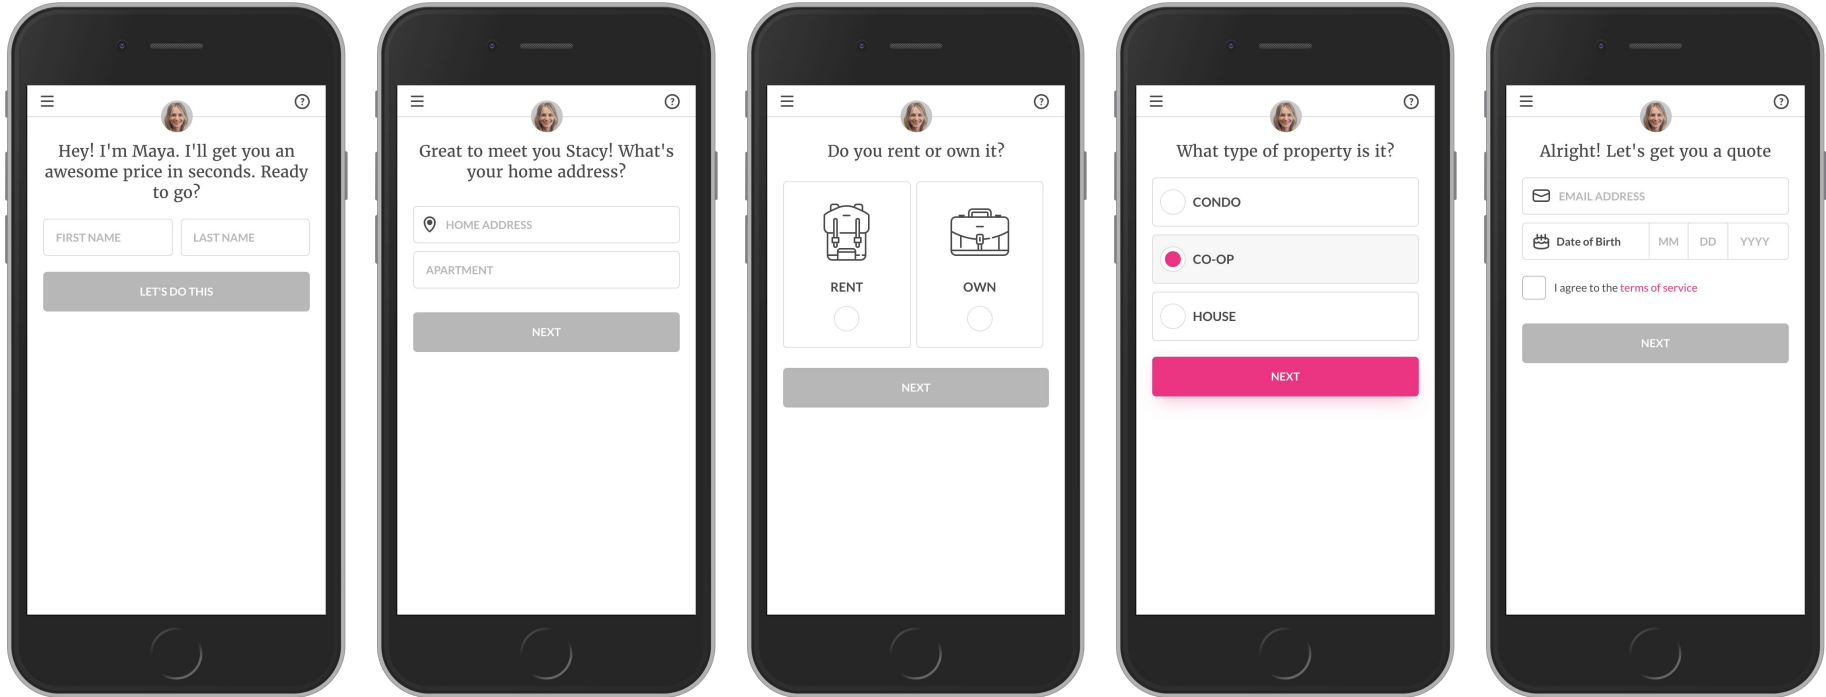 ?
Hey! I'm Maya. I'll get you an
awesome price in seconds. Ready
to go?
FIRST NAME
LAST NAME
LET'S DO THIS
?
Great to meet you Stacy! What's
your home address?
HOME ADDRESS
APARTMENT
NEXT
?
Do you rent or own it?
RENT
OWN
NEXT
?
What type of property is it?
CONDO
CO-OP
HOUSE
NEXT
?
Alright! Let's get you a quote
EMAIL ADDRESS
Date of Birth MM DD YYYY
I agree to the terms of service
NEXT